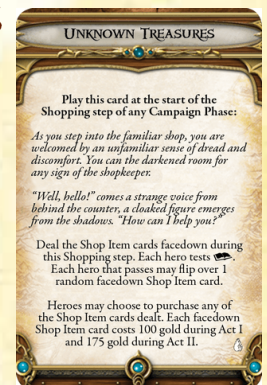 Unknown Treasures
Play this card at the start of the
Shopping step of any Campaign Phase:
As you step into the familiar shop, you are
welcomed by an unfamiliar sense of dread and
discomfort. You can the darkened room for
any sign of the shopkeeper.
“Well, hello!” comes a strange voice from
behind the counter, a cloaked figure emerges
from the shadows. “How can I help you?”
Deal the Shop Item cards facedown during
this Shopping step. Each hero tests .
Each hero that passes may flip over 1
random facedown Shop Item card.
Heroes may choose to purchase any of
the Shop Item cards dealt. Each facedown
Shop Item card costs 100 gold during Act I
and 175 gold during Act II.